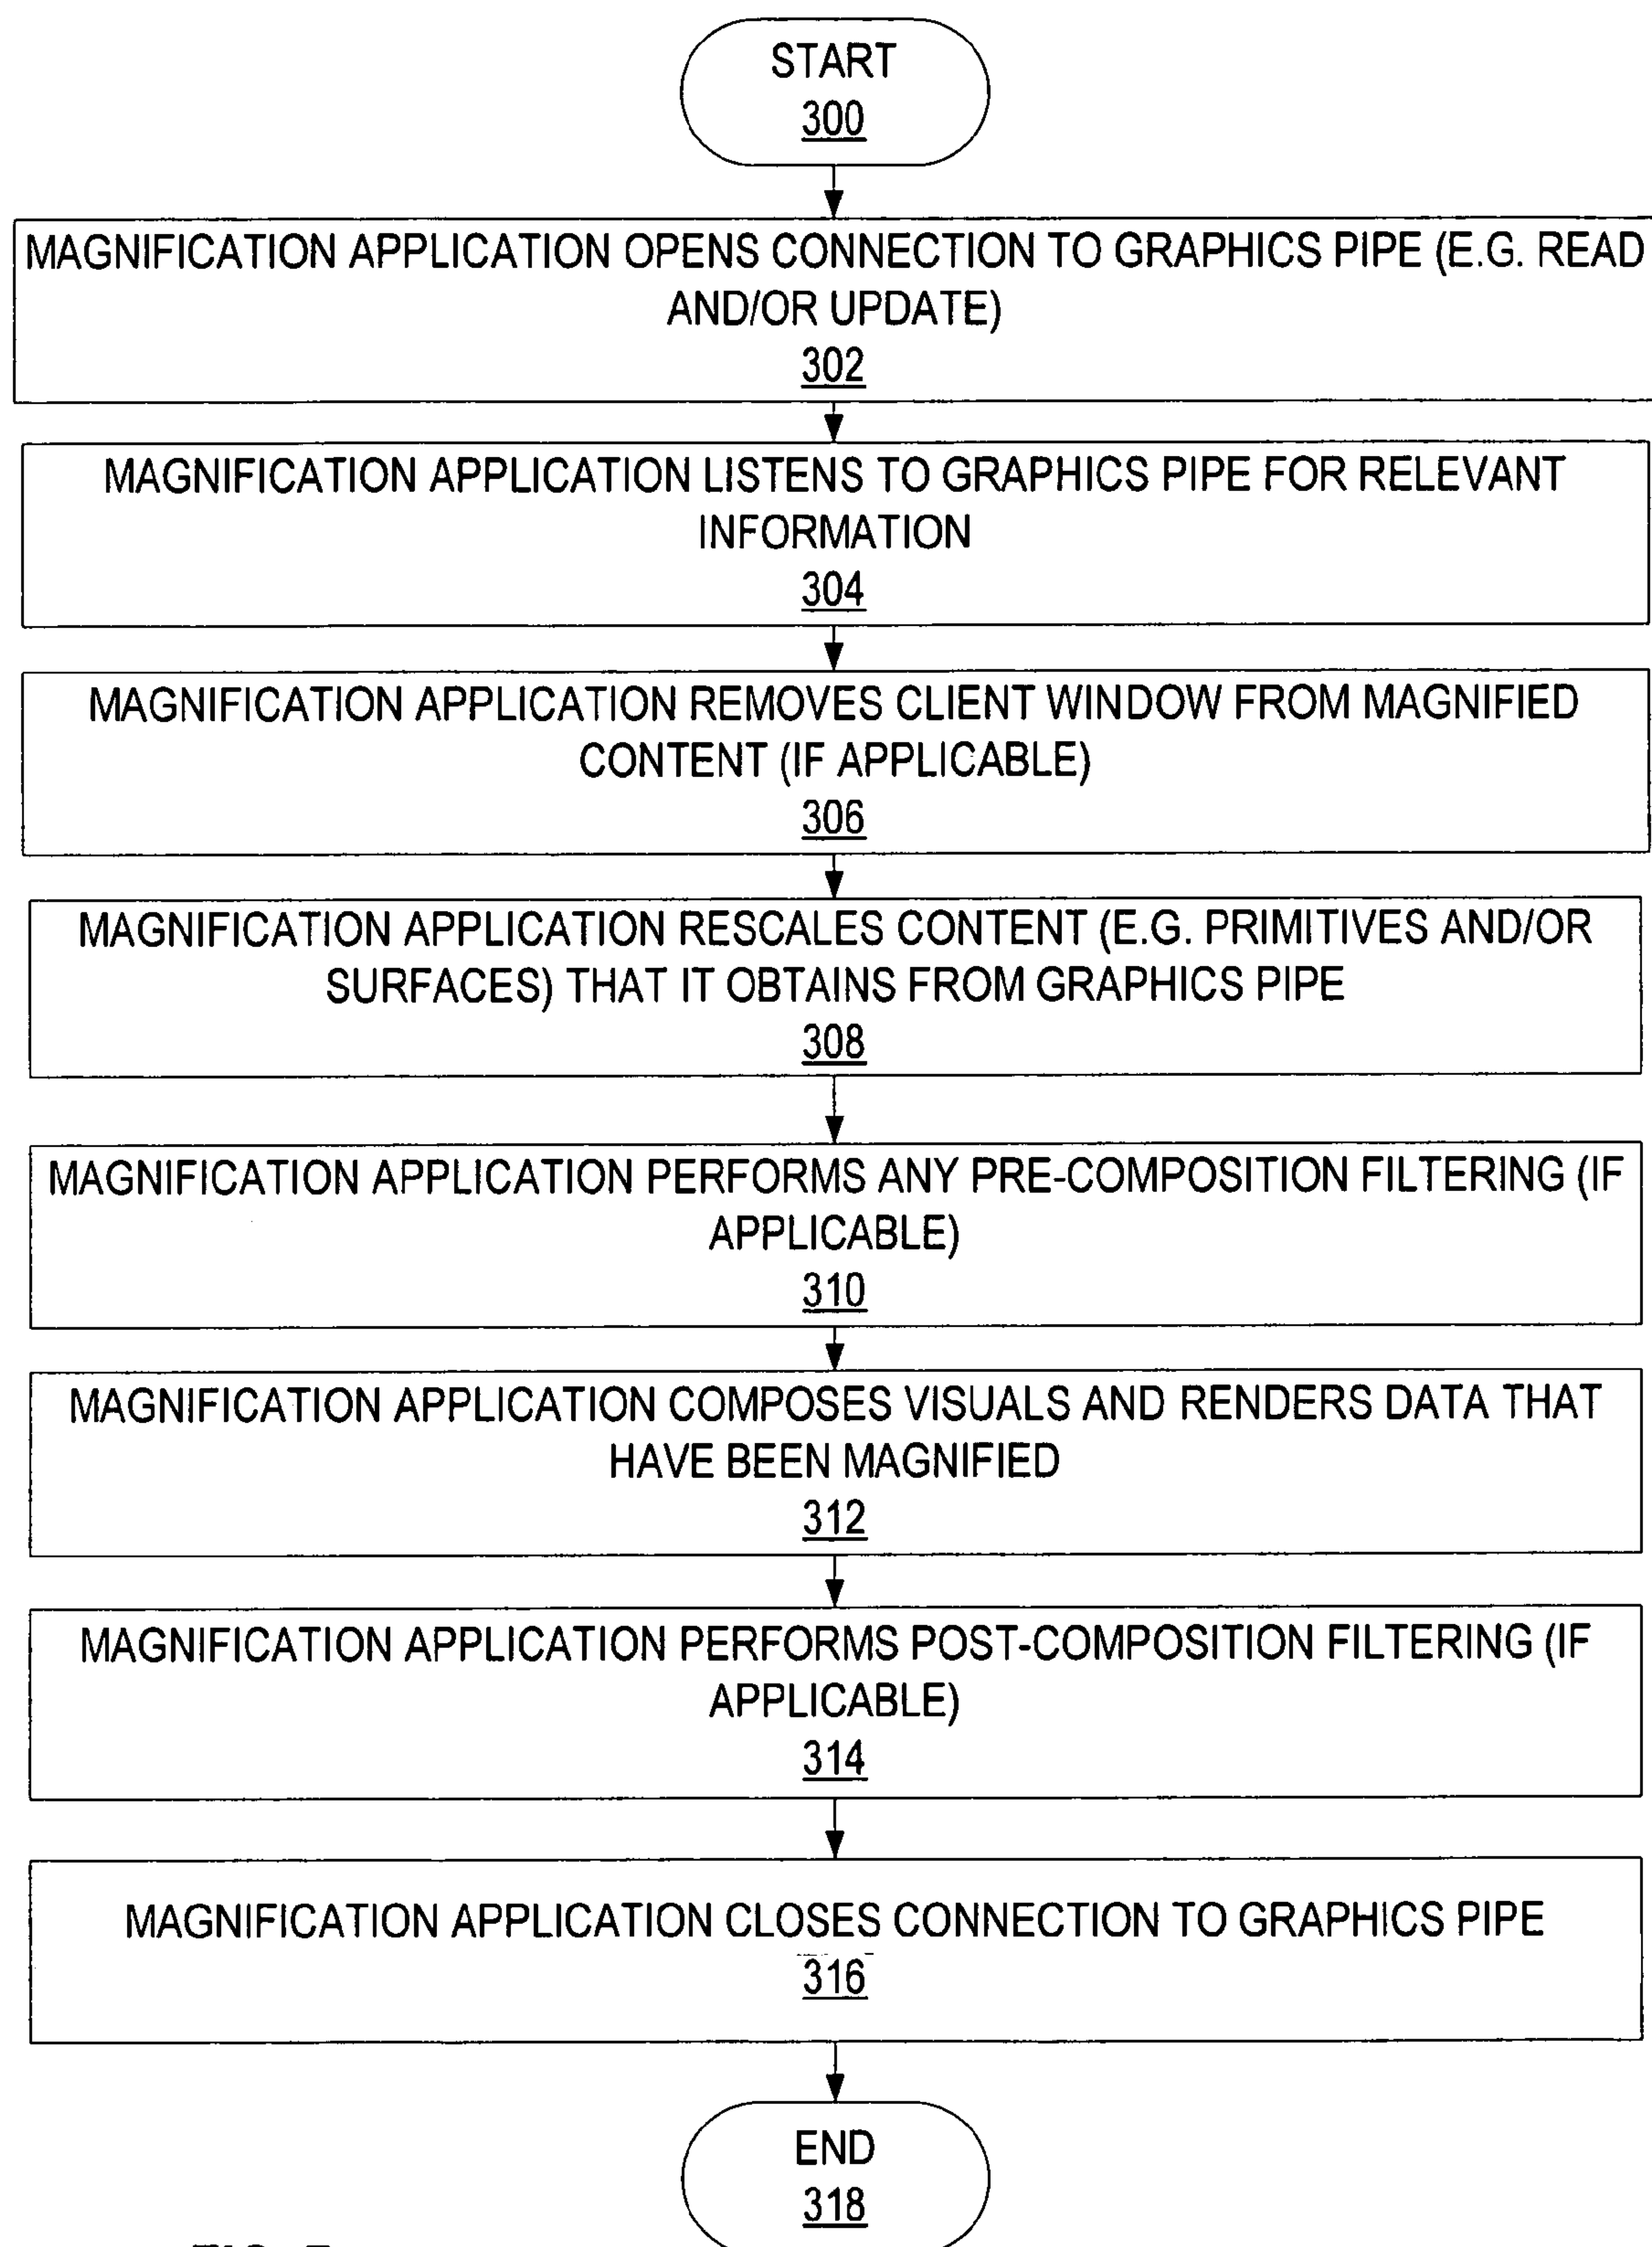 START
300
MAGNIFICATION APPLICATION OPENS CONNECTION TO GRAPHICS PIPE (E.G. READ
AND/OR UPDATE)
302
MAGNIFICATION APPLICATION LISTENS TO GRAPHICS PIPE FOR RELEVANT
INFORMATION
304
MAGNIFICATION APPLICATION REMOVES CLIENT WINDOW FROM MAGNIFIED
CONTENT (IF APPLICABLE)
306
MAGNIFICATION APPLICATION RESCALES CONTENT (E.G. PRIMITIVES AND/OR
SURFACES) THAT IT OBTAINS FROM GRAPHICS PIPE
308
MAGNIFICATION APPLICATION PERFORMS ANY PRE-COMPOSITION FILTERING (IF
APPLICABLE)
310
MAGNIFICATION APPLICATION COMPOSES VISUALS AND RENDERS DATA THAT
HAVE BEEN MAGNIFIED
312
MAGNIFICATION APPLICATION PERFORMS POST-COMPOSITION FILTERING (IF
APPLICABLE)
314
MAGNIFICATION APPLICATION CLOSES CONNECTION TO GRAPHICS PIPE
316
END
318